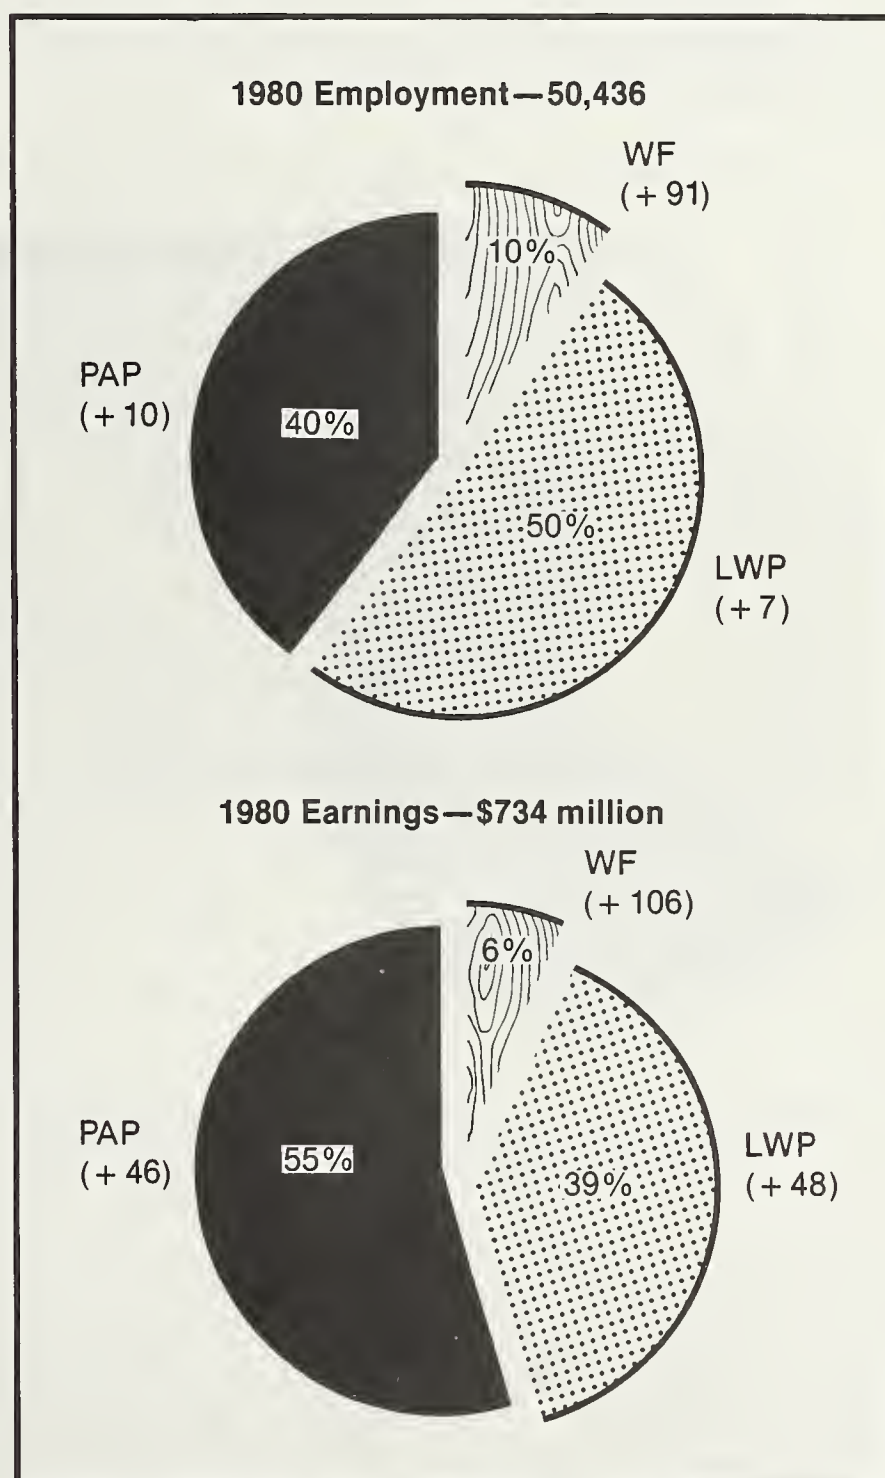 1980 Employment—50,436
WF
(+ 91)
10%
PAP
(+ 10)
40%
50%
LWP
(+ 7)
1980 Earnings—$734 million
WF
(+ 106)
6%
PAP
(+ 46)
55%
39%
LWP
(+ 48)